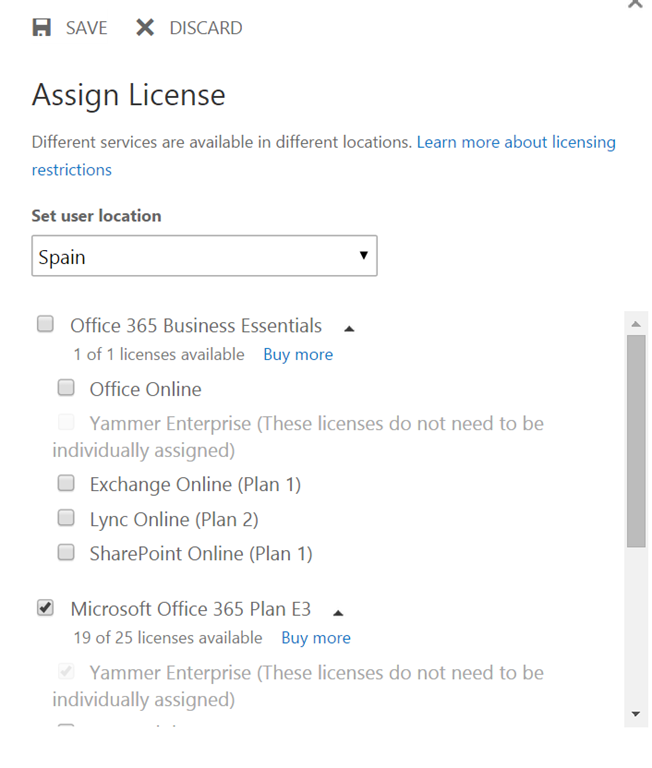 SAVE DISCARD
Assign License
Different services are available in different locations. Learn more about licensing
restrictions
Set user location
Spain
Office 365 Business Essentials
1 of 1 licenses available Buy more
Office Online
Yammer Enterprise (These licenses do not need to be
individually assigned)
Exchange Online (Plan 1)
Lync Online (Plan 2)
SharePoint Online (Plan 1)
Microsoft Office 365 Plan E3
19 of 25 licenses available Buy more
Yammer Enterprise (These licenses do not need to be
individually assigned)